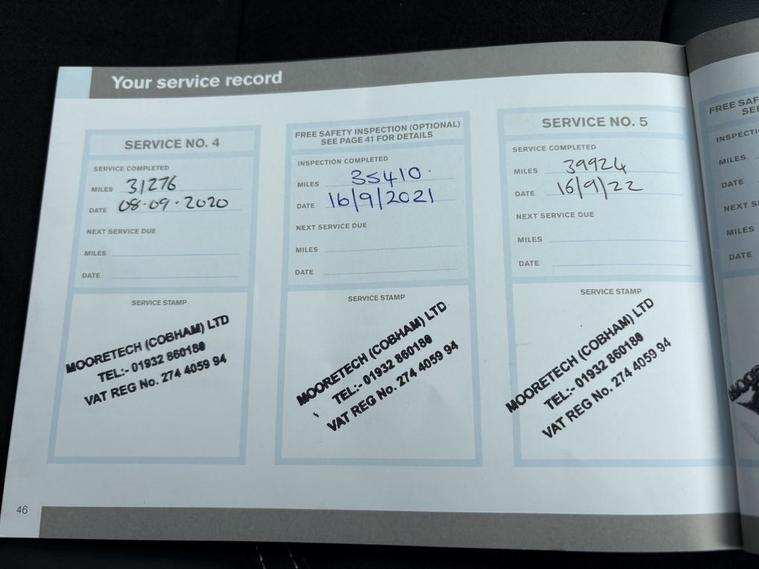 Your service record
SERVICE NO. 4
SERVICE COMPLETED
MILES 31276
DATE 08-09-2020
NEXT SERVICE DUE
MILES
DATE
SERVICE STAMP
MOORETECH (COBHAM) LTD
TEL:- 01932 860180
VAT REG No. 274 4059 94
FREE SAFETY INSPECTION (OPTIONAL)
SEE PAGE 41 FOR DETAILS
INSPECTION COMPLETED
MILES 35410.
DATE 16/9/2021
NEXT SERVICE DUE
MILES
DATE
SERVICE STAMP
MOORETECH (COBHAM) LTD
TEL:- 01932 860180
VAT REG No. 274 4059 94
SERVICE NO. 5
SERVICE COMPLETED
MILES 39924
DATE 16/9/22
NEXT SERVICE DUE
MILES
DATE
SERVICE STAMP
MOORETECH (COBHAM) LTD
TEL:- 01932 860180
VAT REG No. 274 4059 94
FREE
MILES
DATE
NEXT
MILES
DATE
46